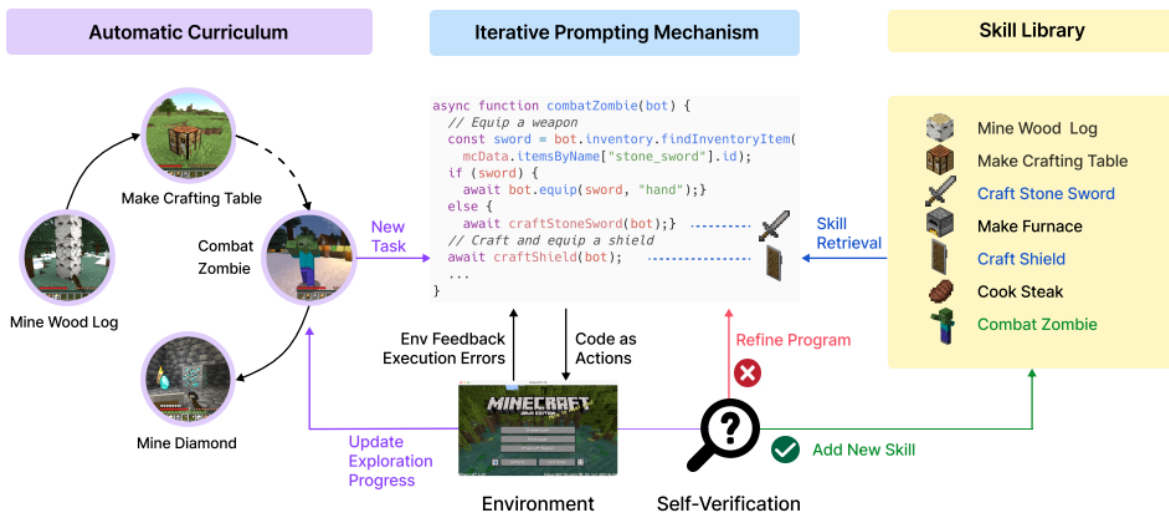 Automatic Curriculum
Iterative Prompting Mechanism
Skill Library
Make Crafting Table
Mine Wood Log
Combat
Zombie
Mine Diamond
New
Task
async function combatZombie(bot) {
// Equip a weapon
const sword = bot.inventory.findInventoryItem(
mcData.itemsByName["stone_sword"].id);
if (sword) {
await bot.equip(sword, "hand");}
else {
await craftStoneSword(bot);}
// Craft and equip a shield
await craftShield(bot);
...
}
Skill
Retrieval
Mine Wood Log
Make Crafting Table
Craft Stone Sword
Make Furnace
Craft Shield
Cook Steak
Combat Zombie
Env Feedback
Execution Errors
Code as
Actions
Refine Program
MINECRAFT
Update
Exploration
Progress
?
Add New Skill
Environment
Self-Verification